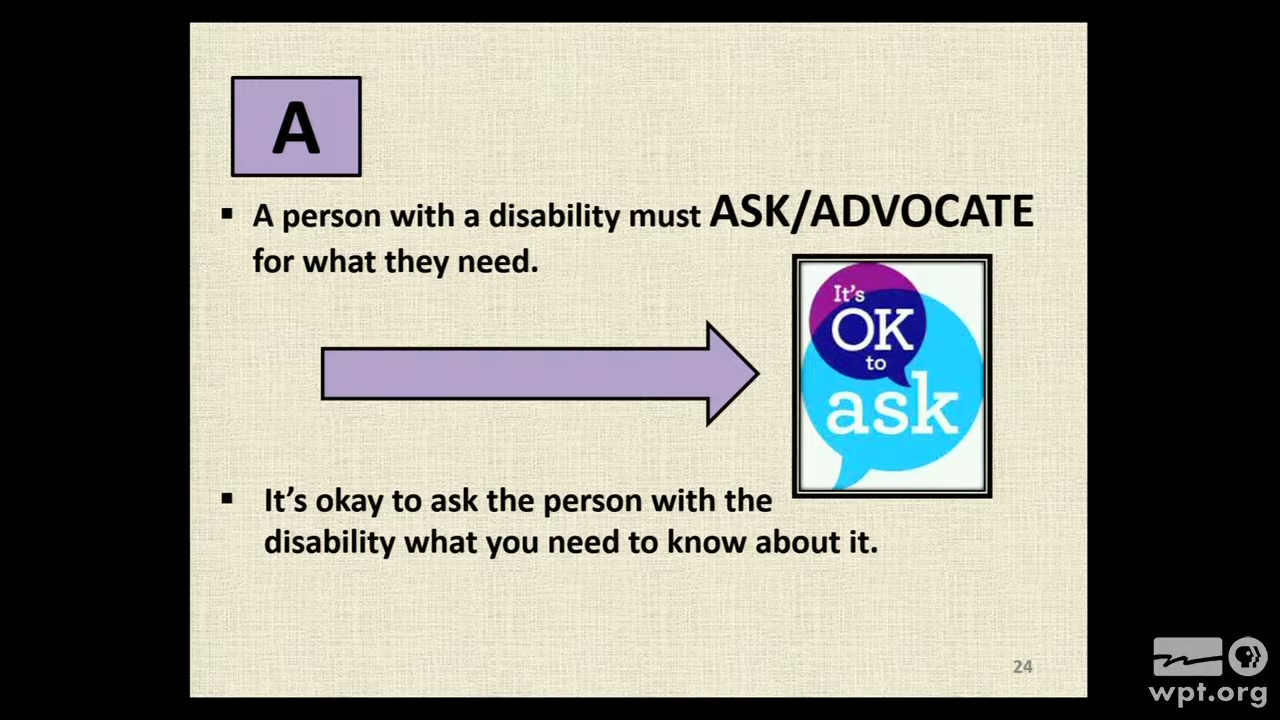 A
▪ A person with a disability must ASK/ADVOCATE
for what they need.
It's
OK
to
ask
▪ It's okay to ask the person with the
disability what you need to know about it.
24
wpt.org